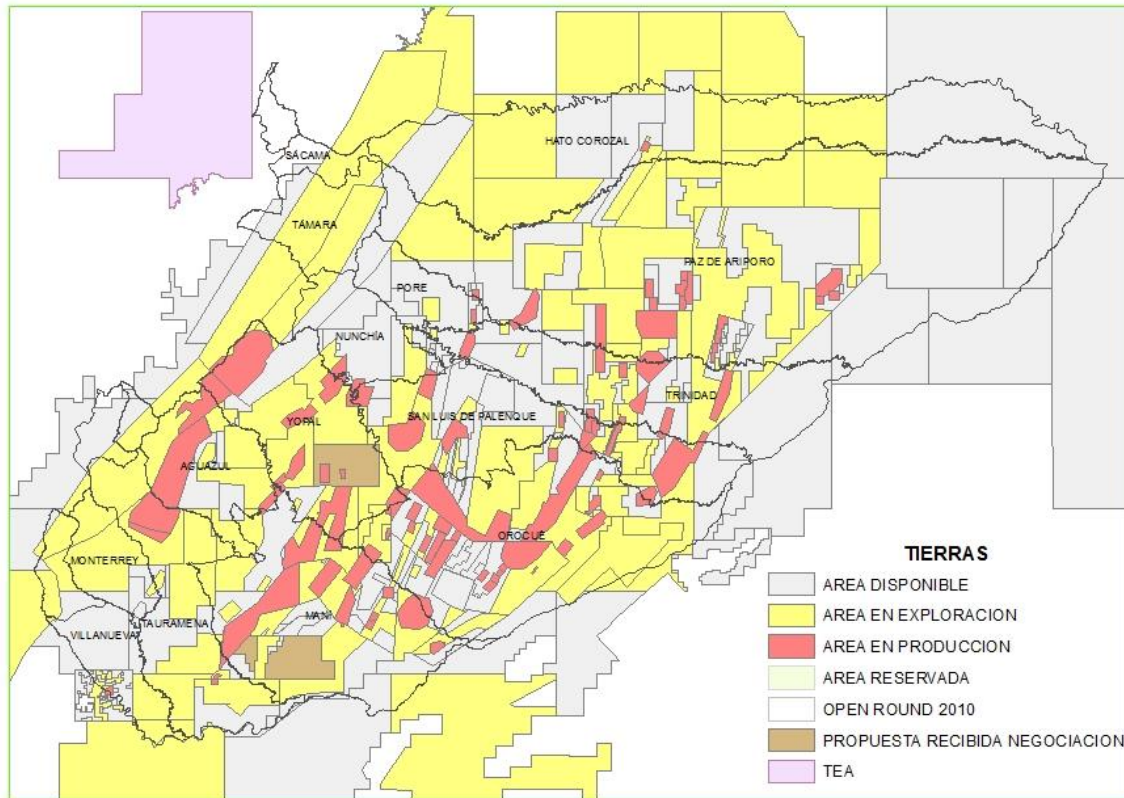 HATO COROZAL
SÁCAMA
TÁMARA
PAZ DE ARIPORO
PORE
NUNCHÍA
TRINIDAD
SAN LUIS DE PALENQUE
YOPAL
AGUAZUL
OROCUÉ
MONTERREY
MANÍ
TAURAMENA
VILLANUEVA
TIERRAS
AREA DISPONIBLE
AREA EN EXPLORACION
AREA EN PRODUCCION
AREA RESERVADA
OPEN ROUND 2010
PROPUESTA RECIBIDA NEGOCIACION
TEA